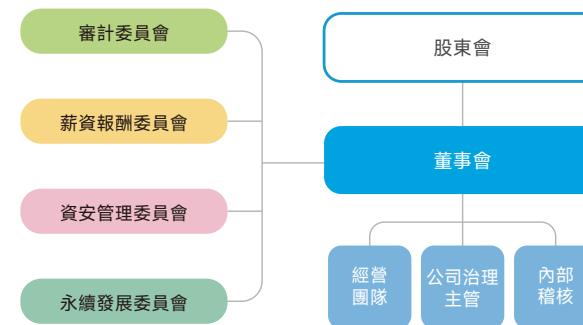 審計委員會
薪資報酬委員會
資安管理委員會
永續發展委員會
股東會
董事會
經營
團隊
公司治理
主管
內部
稽核